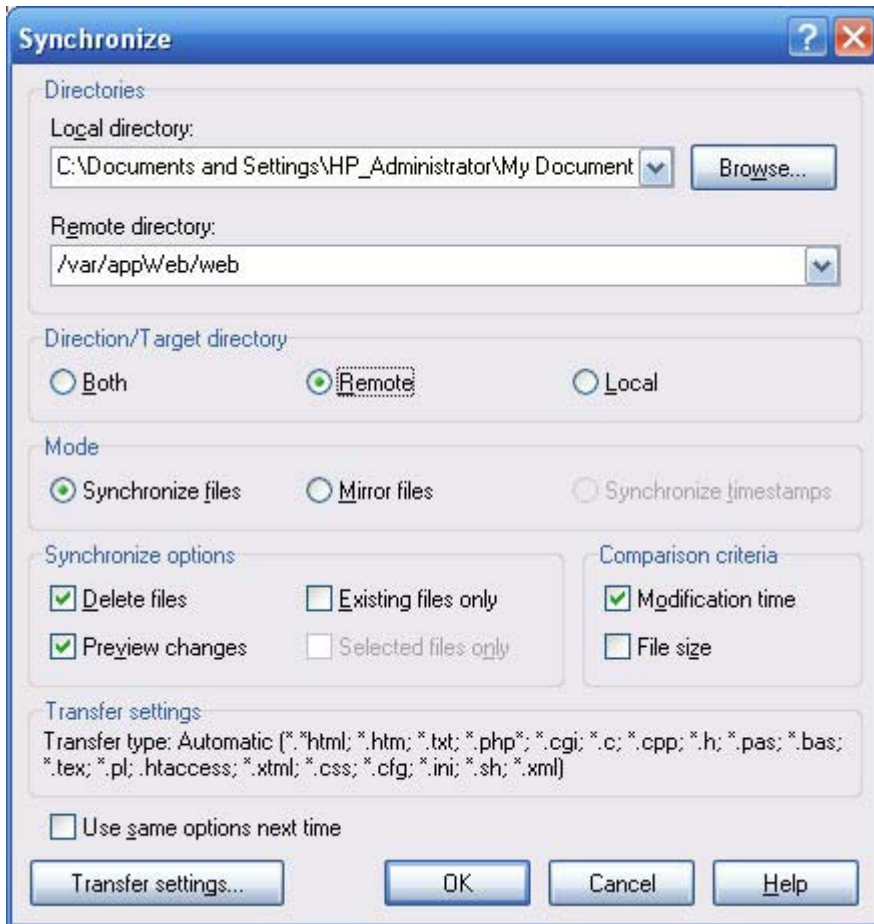 Synchronize
Directories
Local directory:
C:\Documents and Settings\HP_Administrator\My Document
Browse...
Remote directory:
/var/appWeb/web
Direction/Target directory
Both
Remote
Local
Mode
Synchronize files
Mirror files
Synchronize timestamps
Synchronize options
Comparison criteria
Delete files
Existing files only
Modification time
Preview changes
Selected files only
File size
Transfer settings
Transfer type: Automatic (*.*html; *.htm; *.txt; *.php*; *.cgi; *.c; *.cpp; *.h; *.pas; *.bas;
*.tex; *.pl; .htaccess; *.xtml; *.css; *.cfg; *.ini; *.sh; *.xml)
Use same options next time
Transfer settings...
OK
Cancel
Help